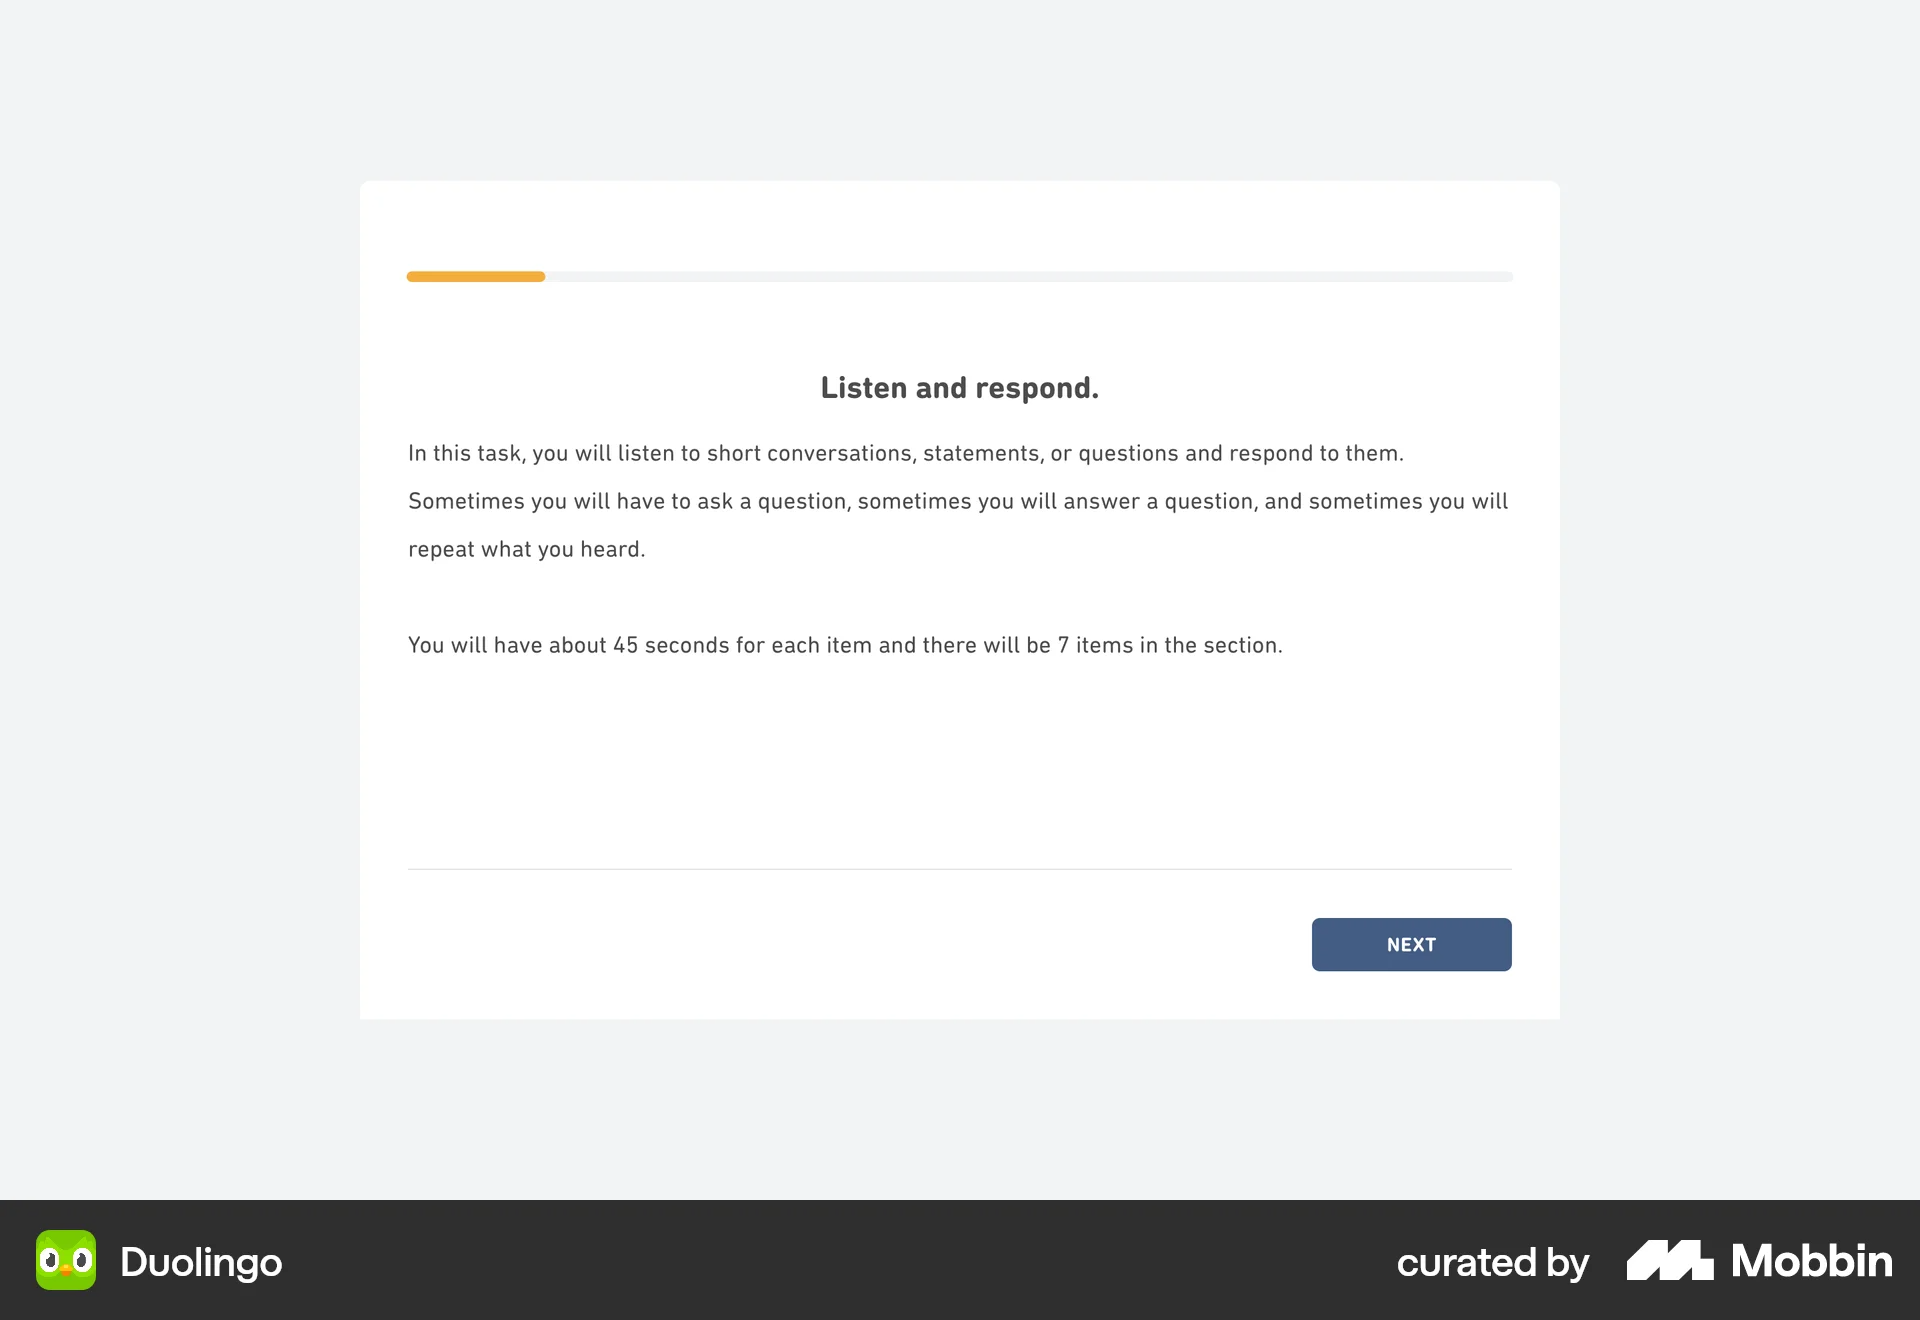 Listen and respond.
In this task, you will listen to short conversations, statements, or questions and respond to them.
Sometimes you will have to ask a question, sometimes you will answer a question, and sometimes you will
repeat what you heard.
You will have about 45 seconds for each item and there will be 7 items in the section.
NEXT
Duolingo
curated by Mobbin